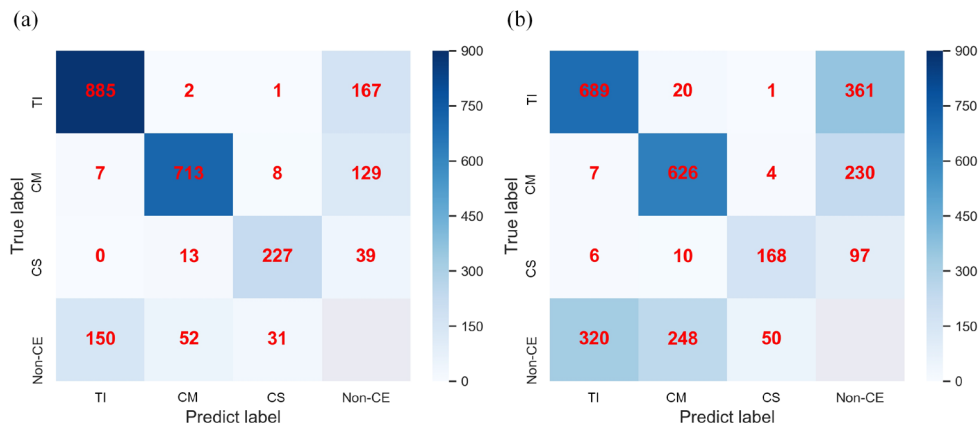 (a)
(b)
900
750
600
450
300
150
0
900
750
600
450
300
150
0
True label
TI
885 2 1 167
CM
7 713 8 129
CS
0 13 227 39
Non-CE
150 52 31
TI CM CS Non-CE
Predict label
True label
TI
689 20 1 361
CM
7 626 4 230
CS
6 10 168 97
Non-CE
320 248 50
TI CM CS Non-CE
Predict label